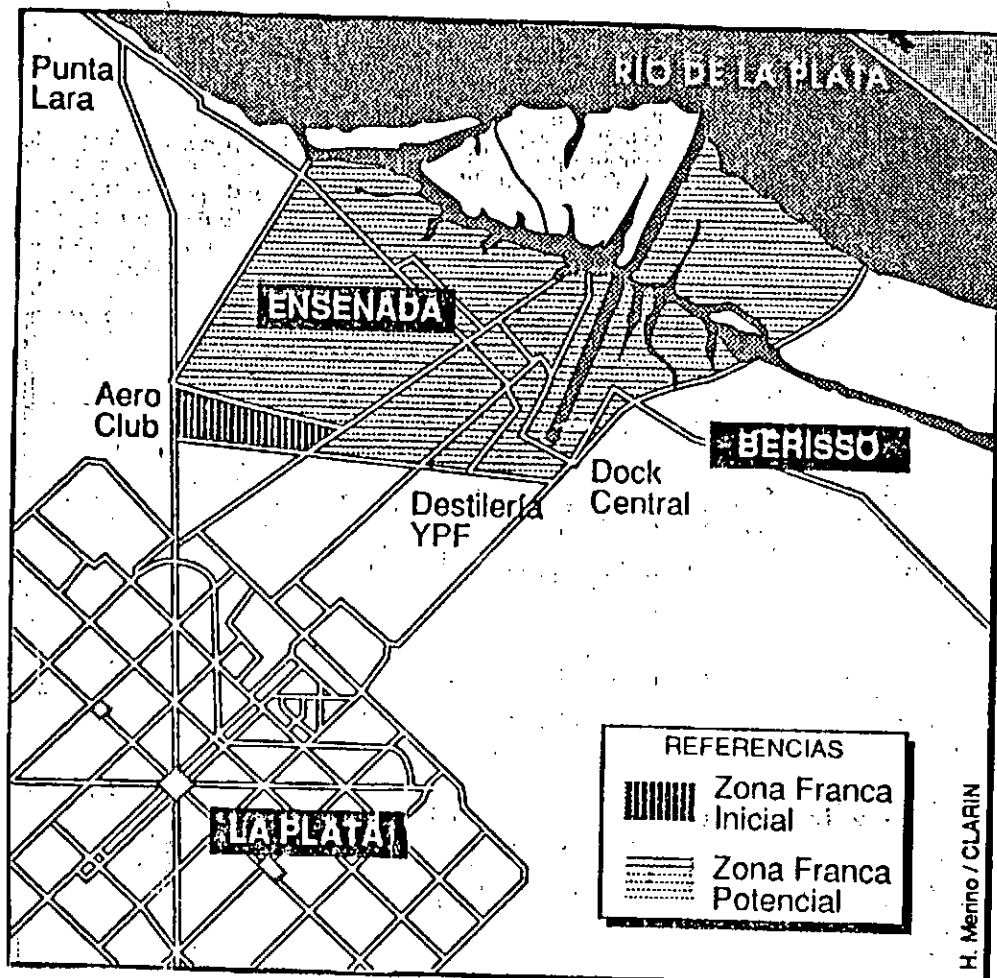 Punta
Lara
RIO DE LA PLATA
ENSENADA
Aero
Club
BERISSO
Dock
Central
Destilería
YPF
LA PLATA
REFERENCIAS
Zona Franca
Inicial
Zona Franca
Potencial
H. Merino / CLARIN